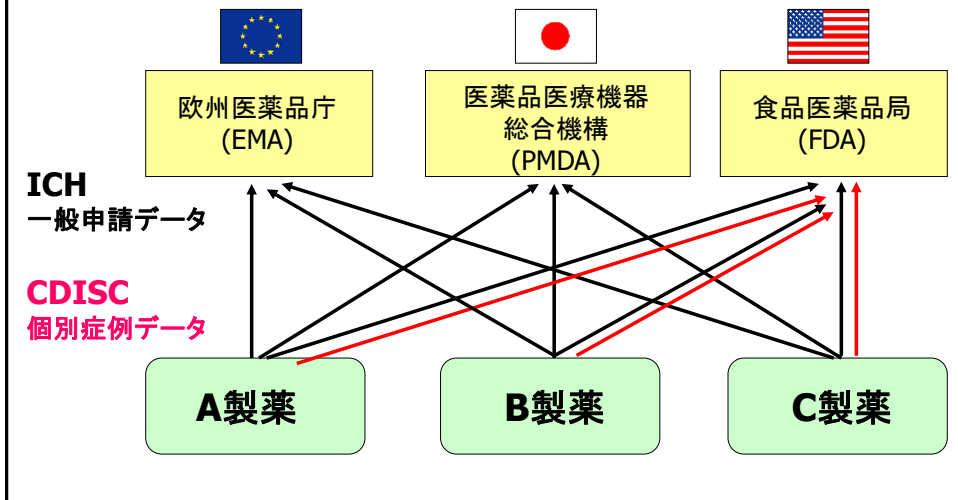 欧州医薬品庁
(EMA)
医薬品医療機器
総合機構
(PMDA)
食品医薬品局
(FDA)
ICH
一般申請データ
CDISC
個別症例データ
A製薬
B製薬
C製薬